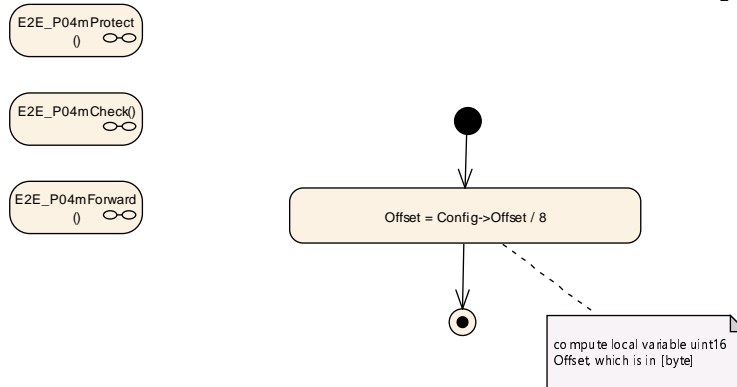 E2E_P04mProtect
()
E2E_P04mCheck()
E2E_P04mForward
()
Offset = Config->Offset / 8
compute local variable uint16
Offset, which is in [byte]